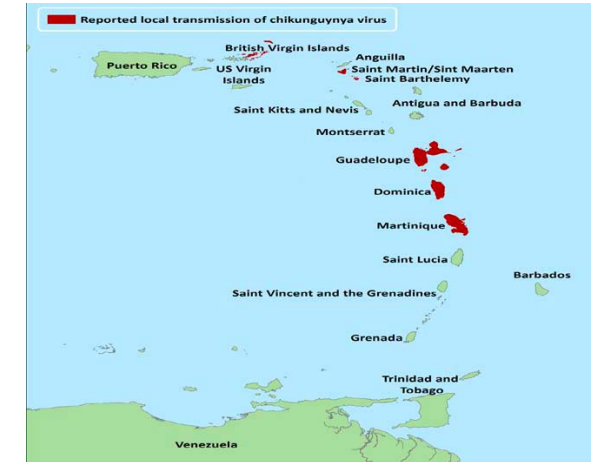 Reported local transmission of chikungunya virus
British Virgin Islands
Anguilla
Puerto Rico
US Virgin
Islands
Saint Martin/Sint Maarten
Saint Barthelemy
Saint Kitts and Nevis
Antigua and Barbuda
Montserrat
Guadeloupe
Dominica
Martinique
Saint Lucia
Barbados
Saint Vincent and the Grenadines
Grenada
Trinidad and
Tobago
Venezuela